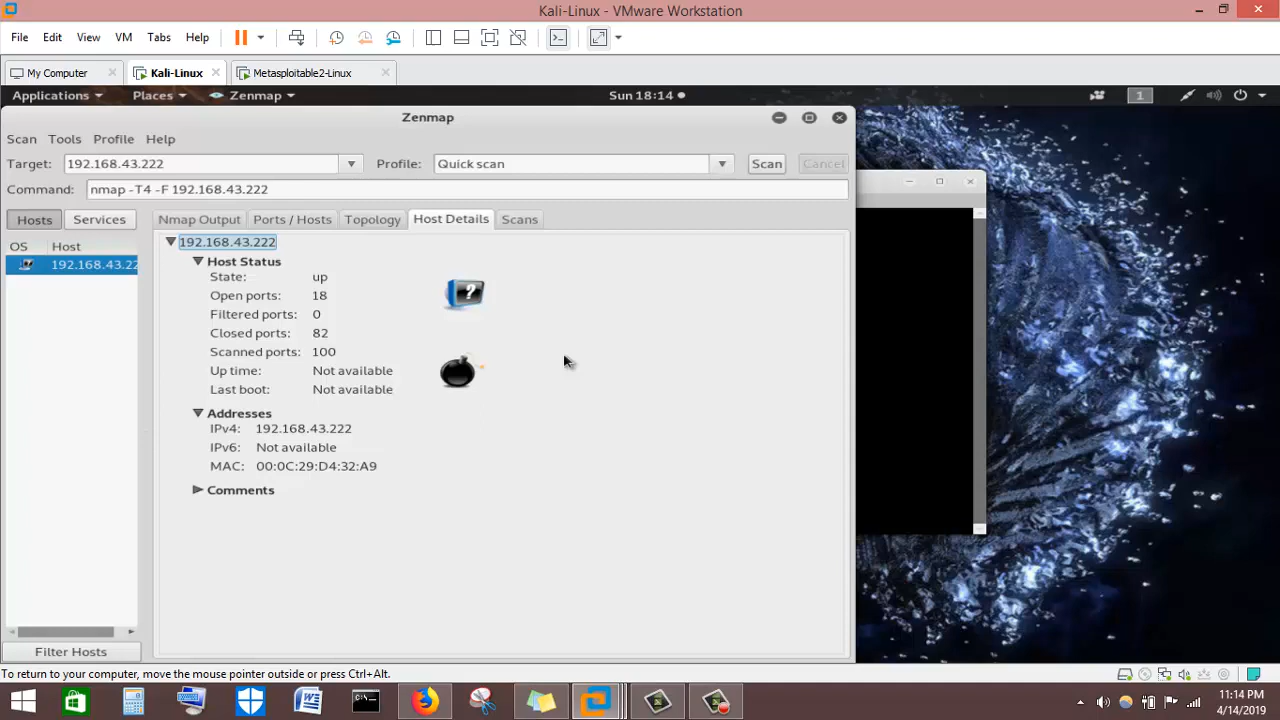 Kali-Linux - VMware Workstation
File Edit View VM Tabs Help
My Computer Kali-Linux Metasploitable2-Linux
Applications Places Zenmap Sun 18:14 1
Zenmap
Scan Tools Profile Help
Target: 192.168.43.222 Profile: Quick scan Scan Cancel
Command: nmap -T4 -F 192.168.43.222
Hosts Services Nmap Output Ports / Hosts Topology Host Details Scans
OS Host
192.168.43.22
192.168.43.222
Host Status
State: up
Open ports: 18
Filtered ports: 0
Closed ports: 82
Scanned ports: 100
Up time: Not available
Last boot: Not available
Addresses
IPv4: 192.168.43.222
IPv6: Not available
MAC: 00:0C:29:D4:32:A9
Comments
?
Filter Hosts
To return to your computer, move the mouse pointer outside or press Ctrl+Alt.
11:14 PM
4/14/2019